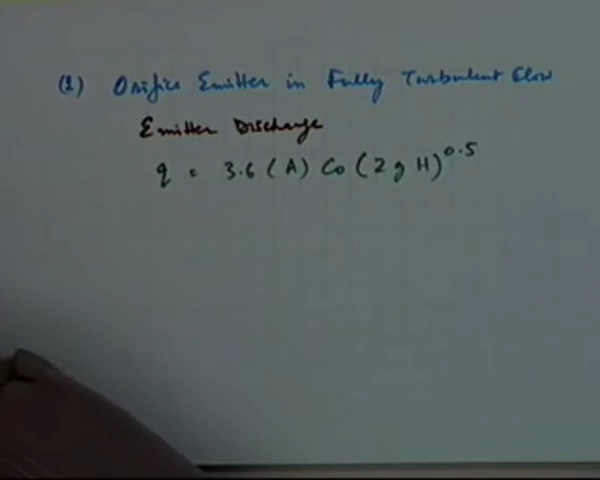 (1) Orifice Emitter in Fully Turbulent Flow
Emitter Discharge
q = 3.6 (A) Co (2 g H)^0.5